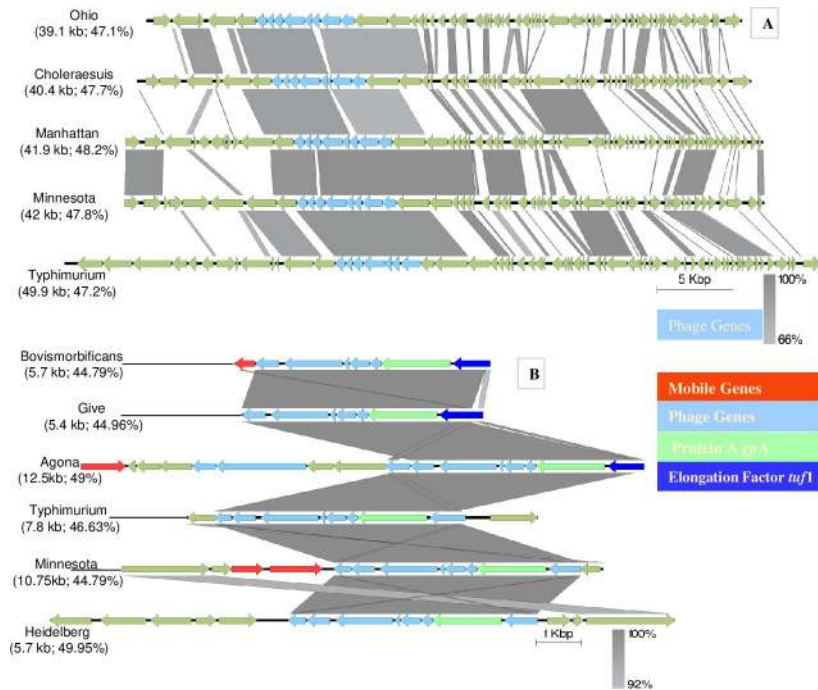 Ohio
(39.1 kb; 47.1%)
A
Choleraesuis
(40.4 kb; 47.7%)
Manhattan
(41.9 kb; 48.2%)
Minnesota
(42 kb; 47.8%)
Typhimurium
(49.9 kb; 47.2%)
5 Kbp
100%
66%
Phage Genes
Bovismorbificans
(5.7 kb; 44.79%)
B
Give
(5.4 kb; 44.96%)
Agona
(12.5kb; 49%)
Typhimurium
(7.8 kb; 46.63%)
Minnesota
(10.75kb; 44.79%)
Heidelberg
(5.7 kb; 49.95%)
Mobile Genes
Phage Genes
Protein A gpA
Elongation Factor tuf1
1 Kbp
100%
92%